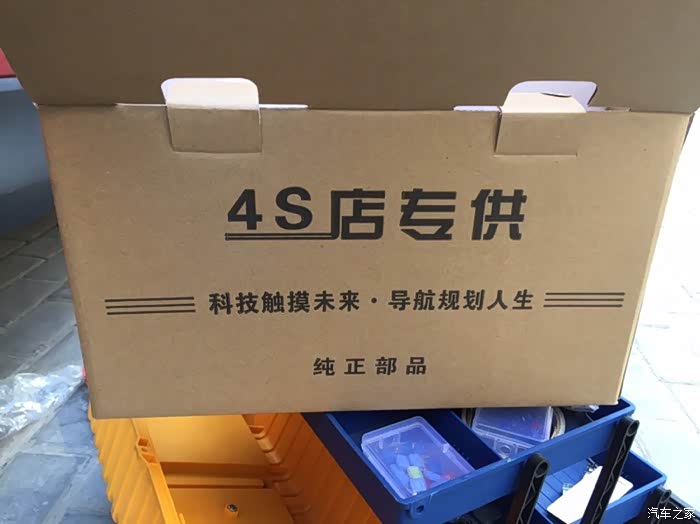 4S店专供
科技触摸未来·导航规划人生
纯正部品
汽车之家